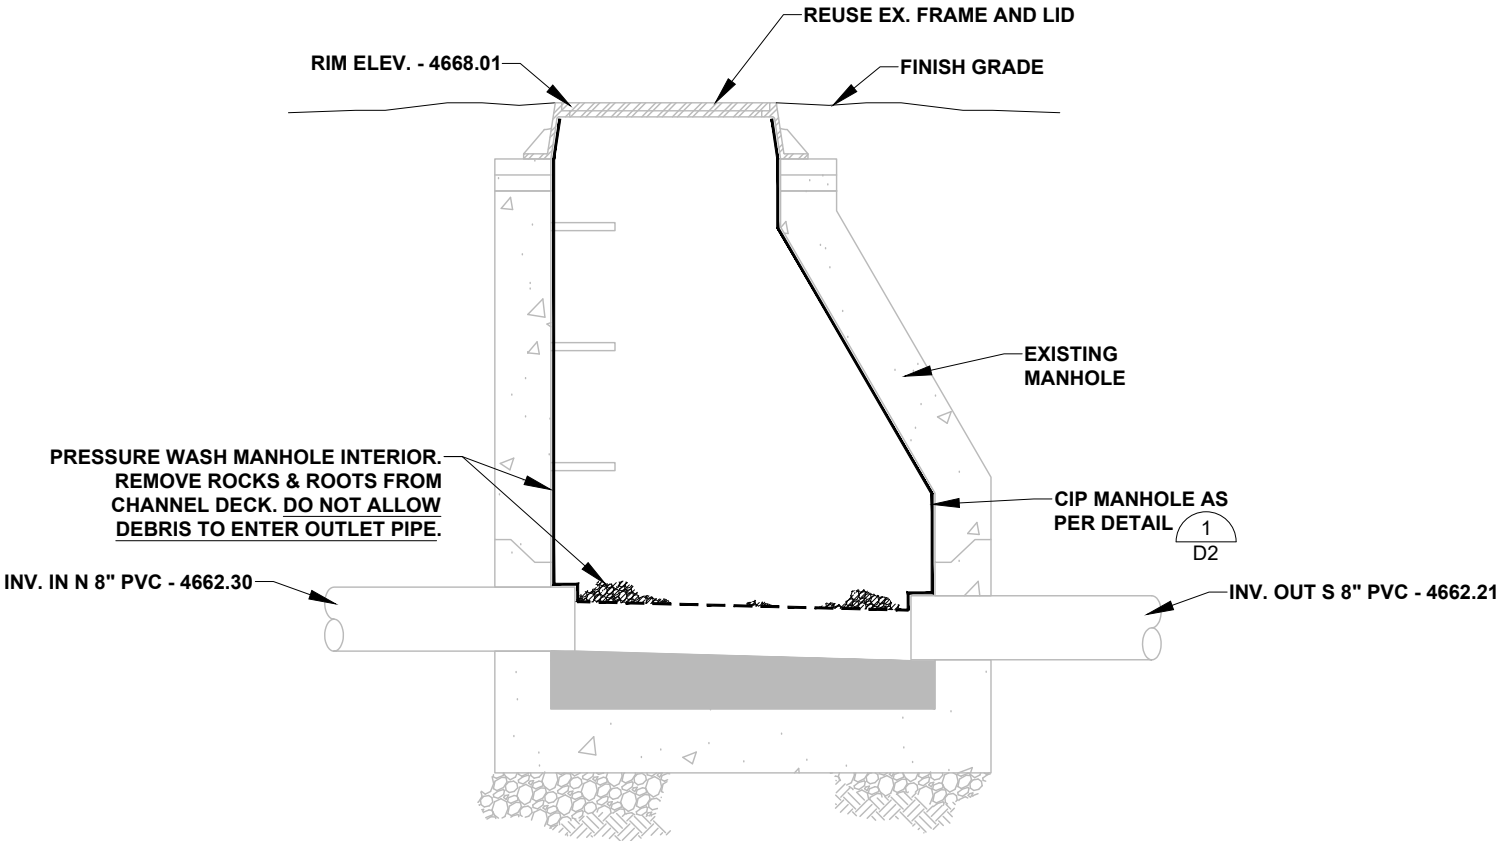 REUSE EX. FRAME AND LID
RIM ELEV. - 4668.01
FINISH GRADE
EXISTING
MANHOLE
PRESSURE WASH MANHOLE INTERIOR.
REMOVE ROCKS & ROOTS FROM
CHANNEL DECK. DO NOT ALLOW
DEBRIS TO ENTER OUTLET PIPE.
CIP MANHOLE AS
PER DETAIL
1
D2
INV. IN N 8" PVC - 4662.30
INV. OUT S 8" PVC - 4662.21